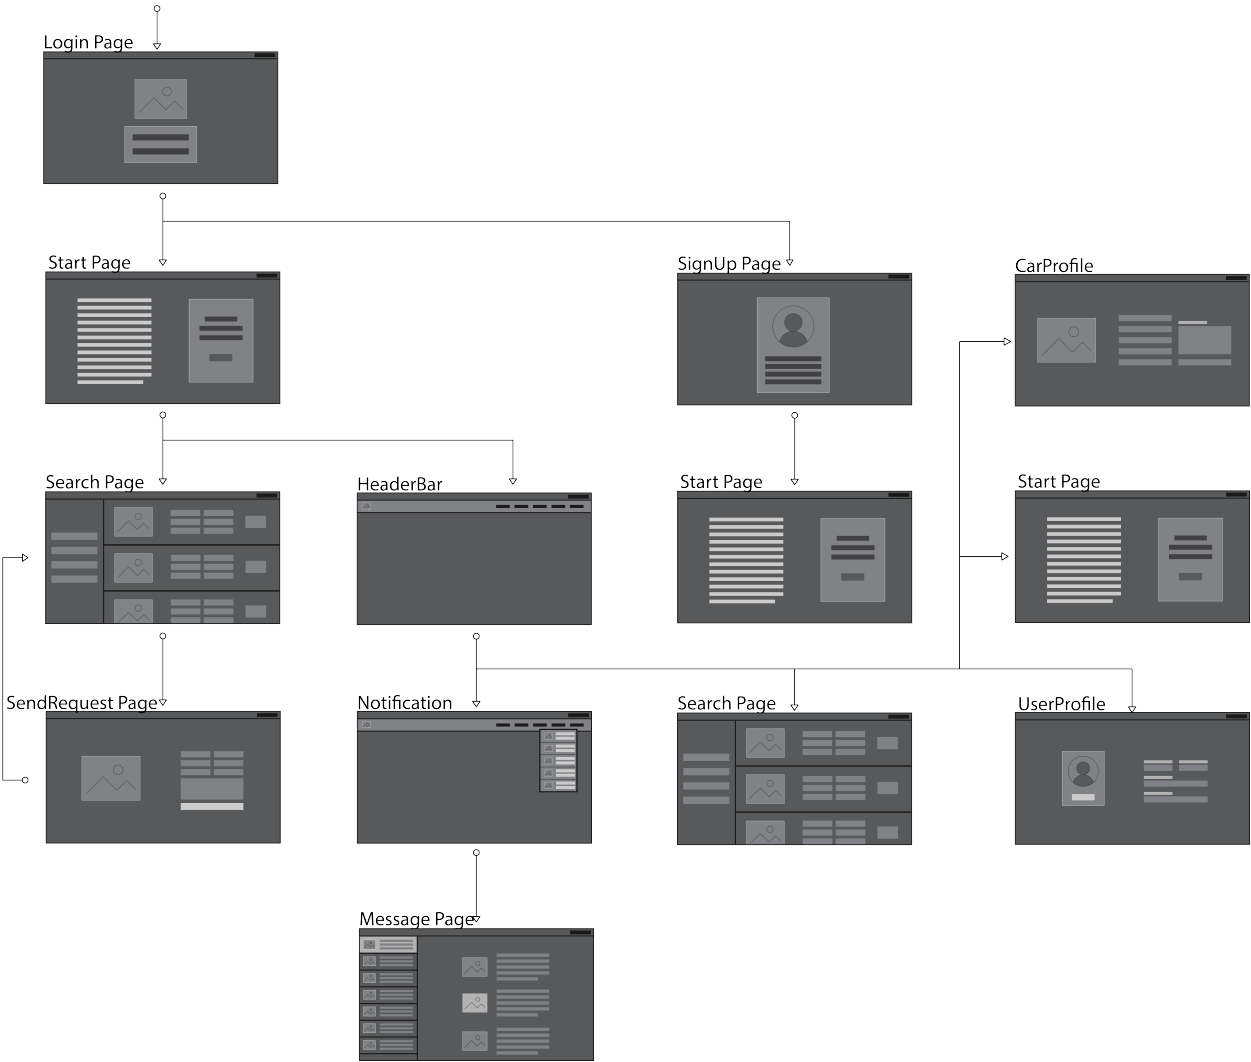 Login Page
Start Page
SignUp Page
CarProfile
Search Page
HeaderBar
Start Page
Start Page
SendRequest Page
Notification
Search Page
UserProfile
Message Page